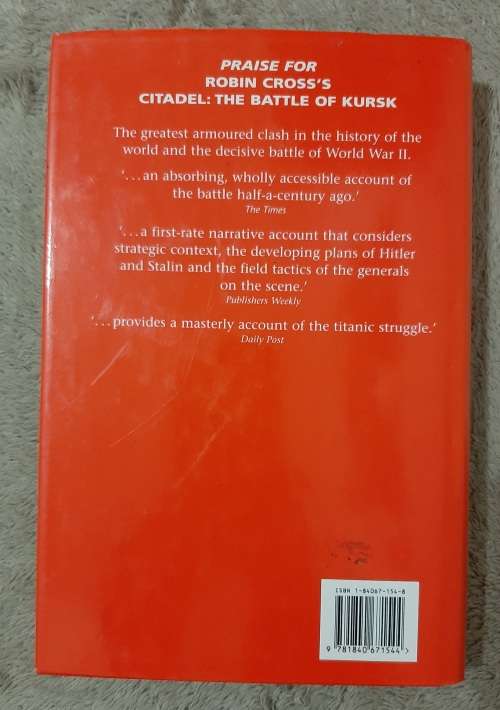 PRAISE FOR
ROBIN CROSS'S
CITADEL: THE BATTLE OF KURSK
The greatest armoured clash in the history of the
world and the decisive battle of World War II.
'...an absorbing, wholly accessible account of
the battle half-a-century ago.'
The Times
'...a first-rate narrative account that considers
strategic context, the developing plans of Hitler
and Stalin and the field tactics of the generals
on the scene.'
Publishers Weekly
'...provides a masterly account of the titanic struggle.'
Daily Post
ISBN 1-84067-154-8
9 781840 671544 >